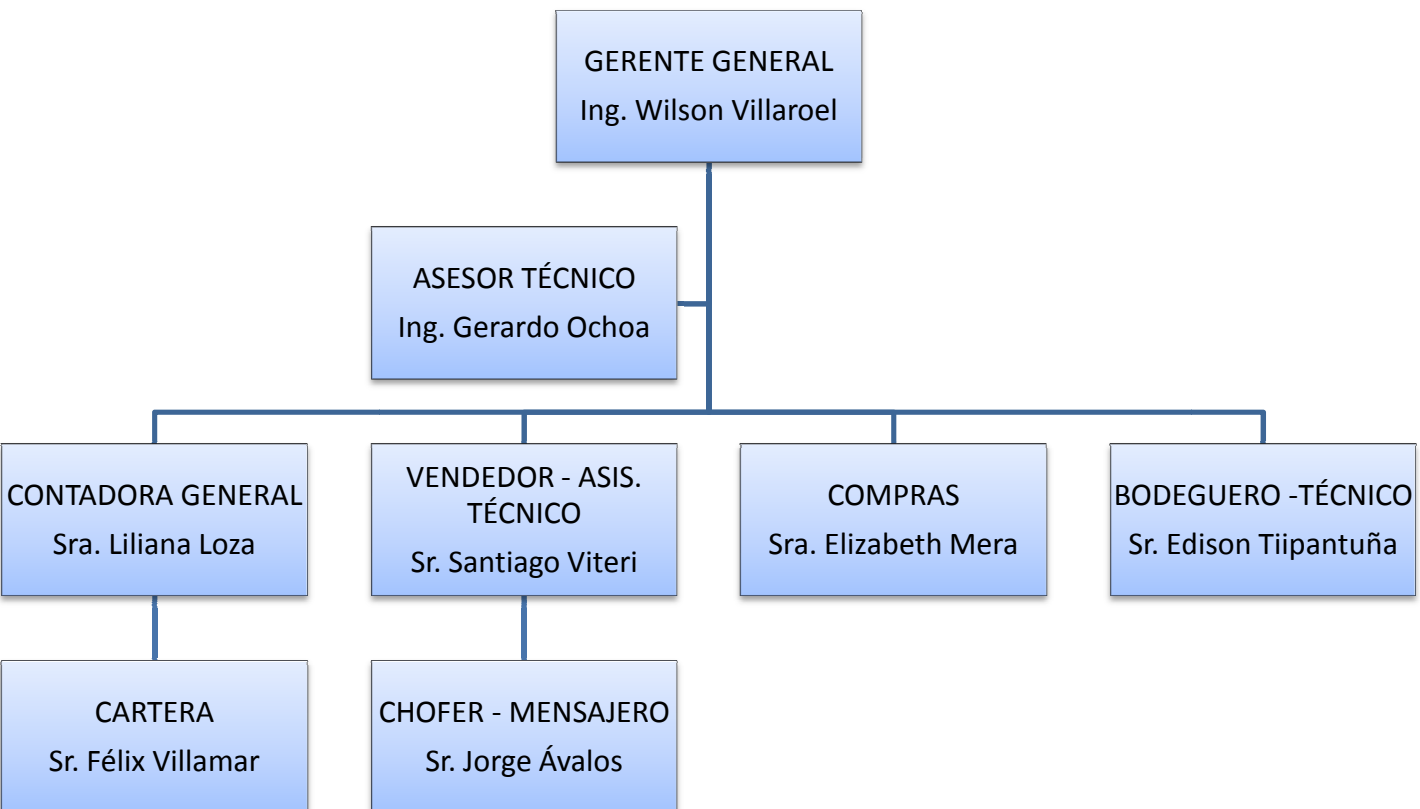 GERENTE GENERAL
Ing. Wilson Villaroel
ASESOR TÉCNICO
Ing. Gerardo Ochoa
CONTADORA GENERAL
Sra. Liliana Loza
VENDEDOR - ASIS.
TÉCNICO
Sr. Santiago Viteri
COMPRAS
Sra. Elizabeth Mera
BODEGUERO -TÉCNICO
Sr. Edison Tiipantuña
CARTERA
Sr. Félix Villamar
CHOFER - MENSAJERO
Sr. Jorge Ávalos